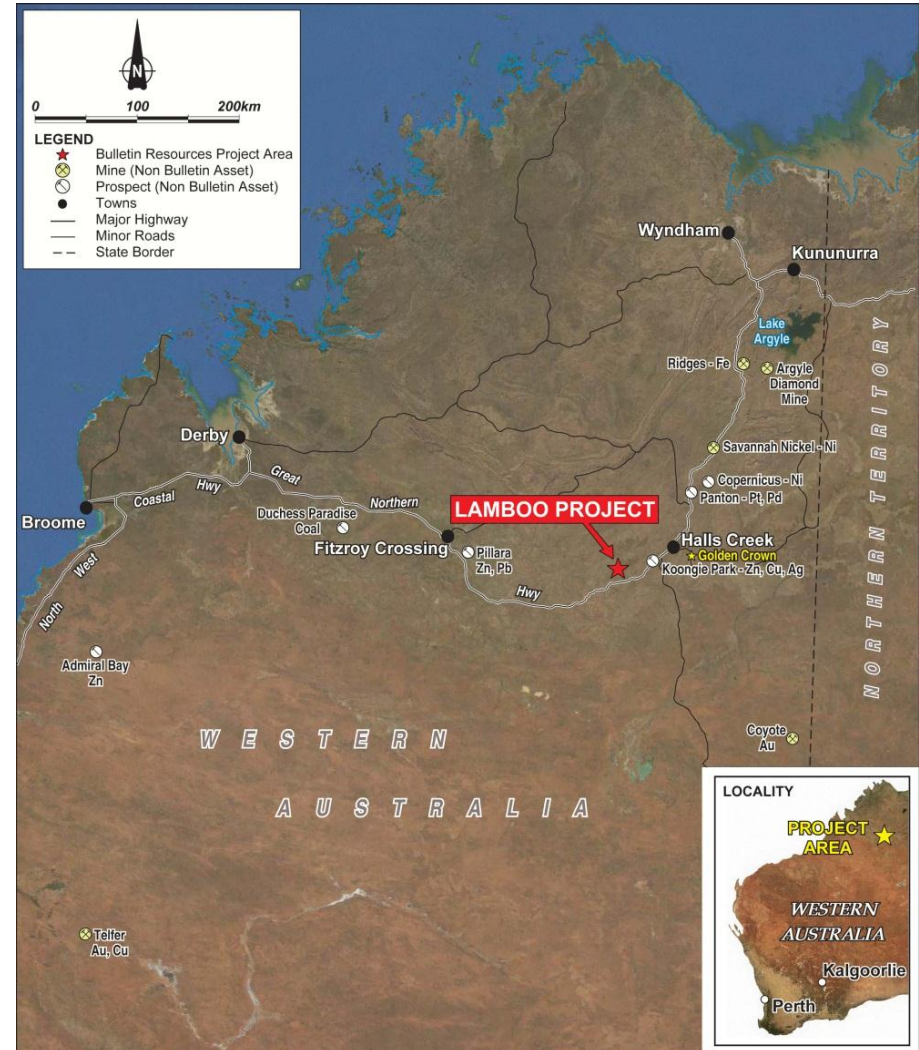 N
0 100 200km
LEGEND
Bulletin Resources Project Area
Mine (Non Bulletin Asset)
Prospect (Non Bulletin Asset)
Towns
Major Highway
Minor Roads
State Border
Wyndham
Kununurra
Lake
Argyle
Ridges - Fe
Argyle
Diamond
Mine
NORTHERN TERRITORY
Derby
Savannah Nickel - Ni
Copernicus - Ni
Panton - Pt, Pd
Great
Northern
Hwy
Coastal
Hwy
West
North
Broome
Duchess Paradise
Coal
LAMBOO PROJECT
Fitzroy Crossing
Halls Creek
Golden Crown
Pillara
Zn, Pb
Koongie Park - Zn, Cu, Ag
Admiral Bay
Zn
WESTERN
AUSTRALIA
Coyote
Au
Telfer
Au, Cu
LOCALITY
PROJECT
AREA
WESTERN
AUSTRALIA
Kalgoorlie
Perth